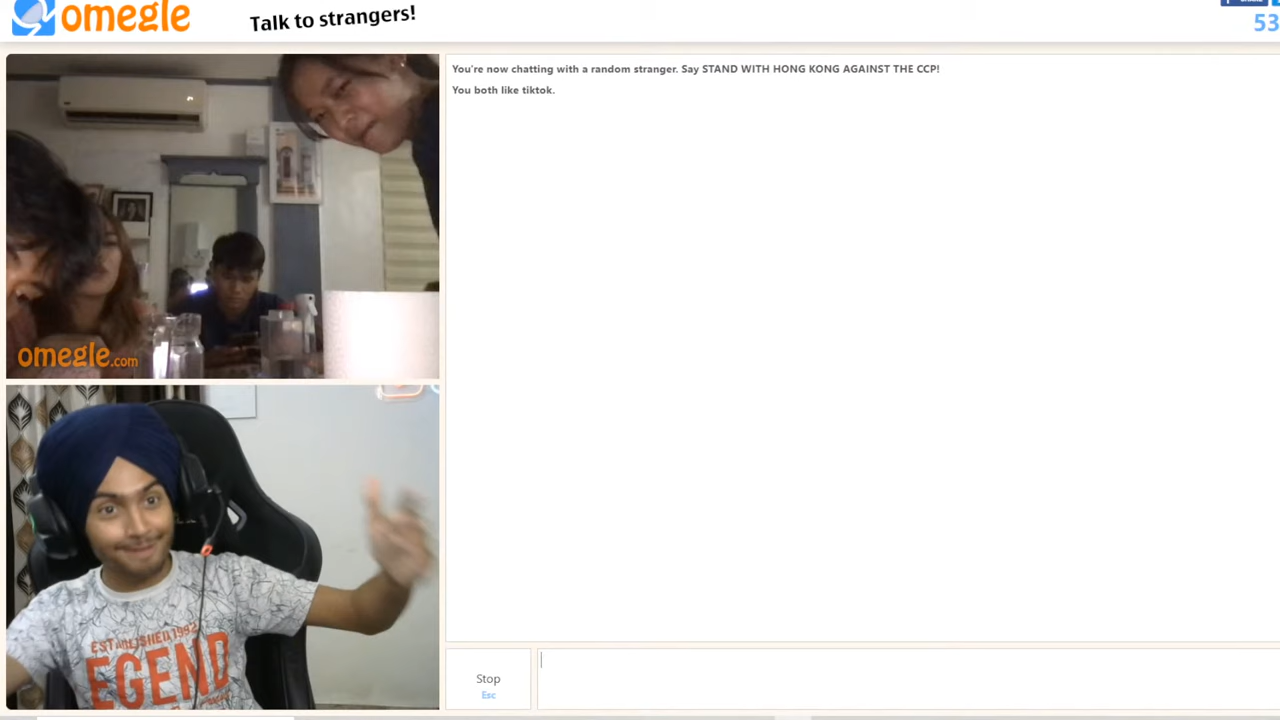 omegle
Talk to strangers!
53
You're now chatting with a random stranger. Say STAND WITH HONG KONG AGAINST THE CCP!
You both like tiktok.
omegle.com
ESTABLISHED 1992
EGEND
Stop
Esc